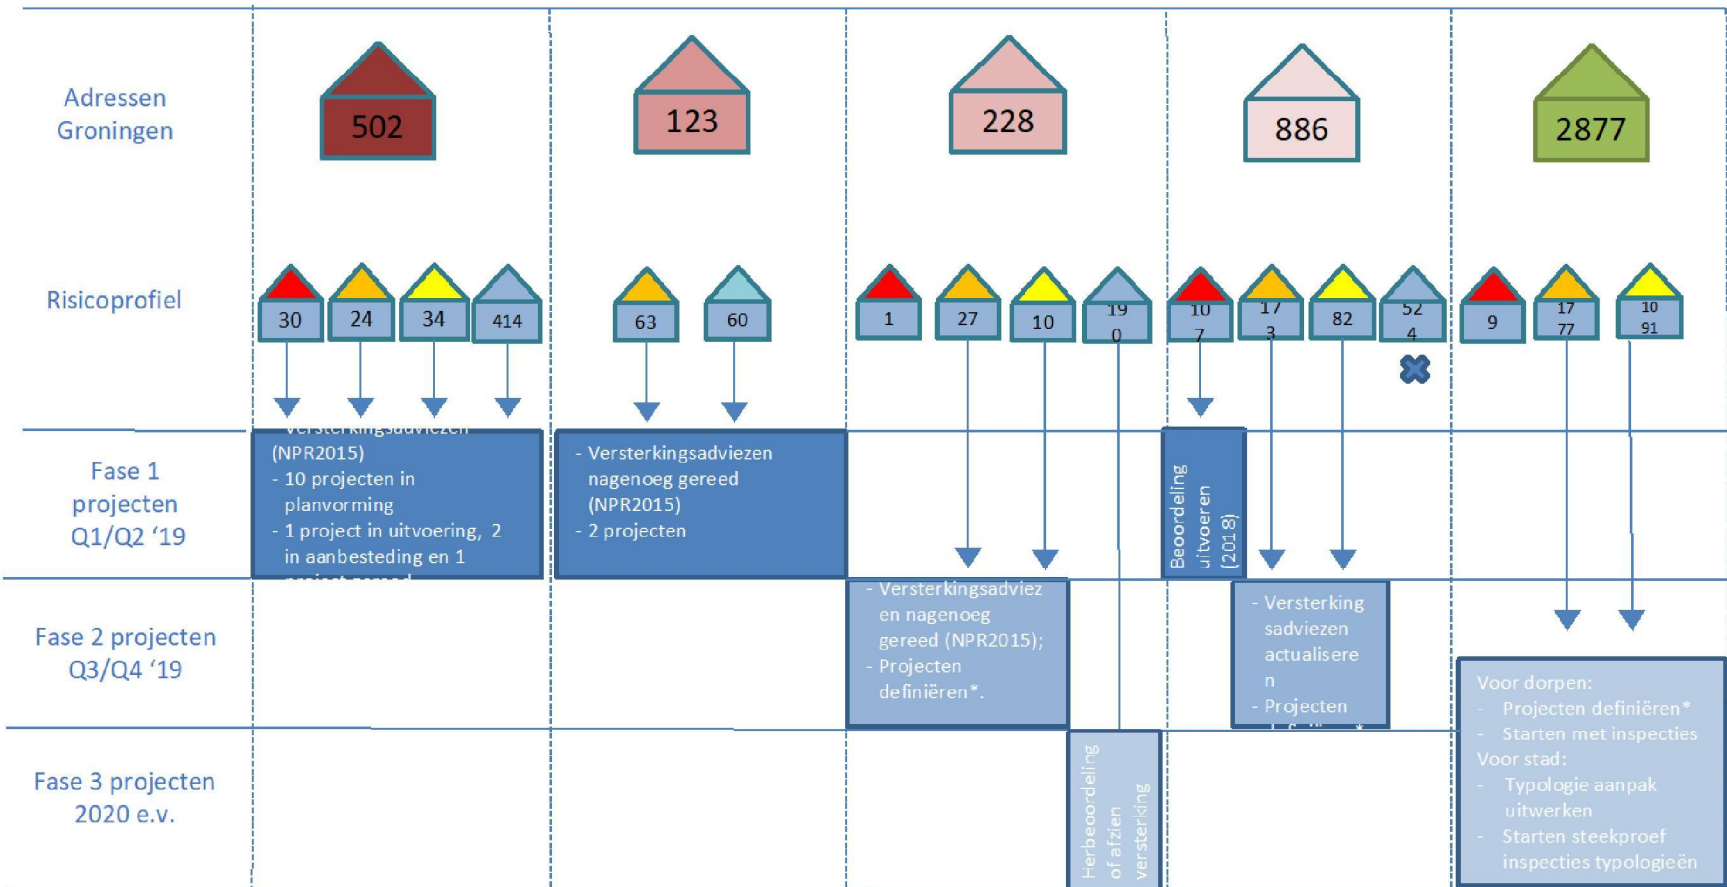 Adressen
Groningen
502
123
228
886
2877
Risicoprofiel
30
24
34
414
63
60
1
27
10
19
0
10
7
17
3
82
52
4
9
17
77
10
91
Fase 1
projecten
Q1/Q2 ‘19
Versterkingsadviezen
(NPR2015)
- 10 projecten in
planvorming
- 1 project in uitvoering, 2
in aanbesteding en 1
project gereed
- Versterkingsadviezen
nagenoeg gereed
(NPR2015)
- 2 projecten
Beoordeling
uitvoeren
(2018)
Fase 2 projecten
Q3/Q4 ‘19
- Versterkingsadviez
en nagenoeg
gereed (NPR2015);
- Projecten
definiëren*.
- Versterking
sadviezen
actualisere
n
- Projecten
Voor dorpen:
- Projecten definiëren*
- Starten met inspecties
Voor stad:
- Typologie aanpak
uitwerken
- Starten steekproef
inspecties typologieën
Fase 3 projecten
2020 e.v.
Herbeoordeling
of afzien
versterking